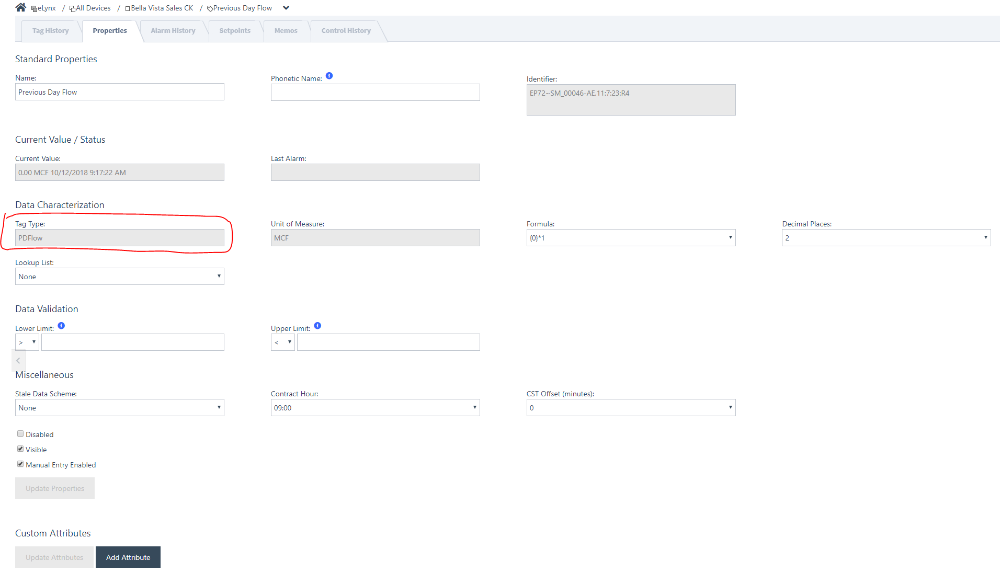 eLynx / All Devices / Bella Vista Sales CK / Previous Day Flow
Tag History Properties Alarm History Setpoints Memos Control History
Standard Properties
Name: Phonetic Name: Identifier:
Previous Day Flow EP72~SM_00046-AE.11:7:23:R4
Current Value / Status
Current Value: Last Alarm:
0.00 MCF 10/12/2018 9:17:22 AM
Data Characterization
Tag Type: Unit of Measure: Formula: Decimal Places:
PDFlow MCF {0}*1 2
Lookup List:
None
Data Validation
Lower Limit: Upper Limit:
> <
Miscellaneous
Stale Data Scheme: Contract Hour: CST Offset (minutes):
None 09:00 0
Disabled
Visible
Manual Entry Enabled
Update Properties
Custom Attributes
Update Attributes Add Attribute